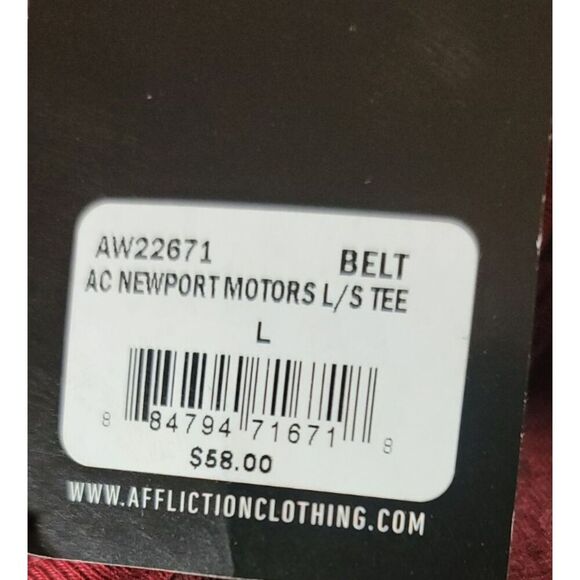 AW22671 BELT
AC NEWPORT MOTORS L/S TEE
L
8 84794 71671 8
$58.00
WWW.AFFLICTIONCLOTHING.COM